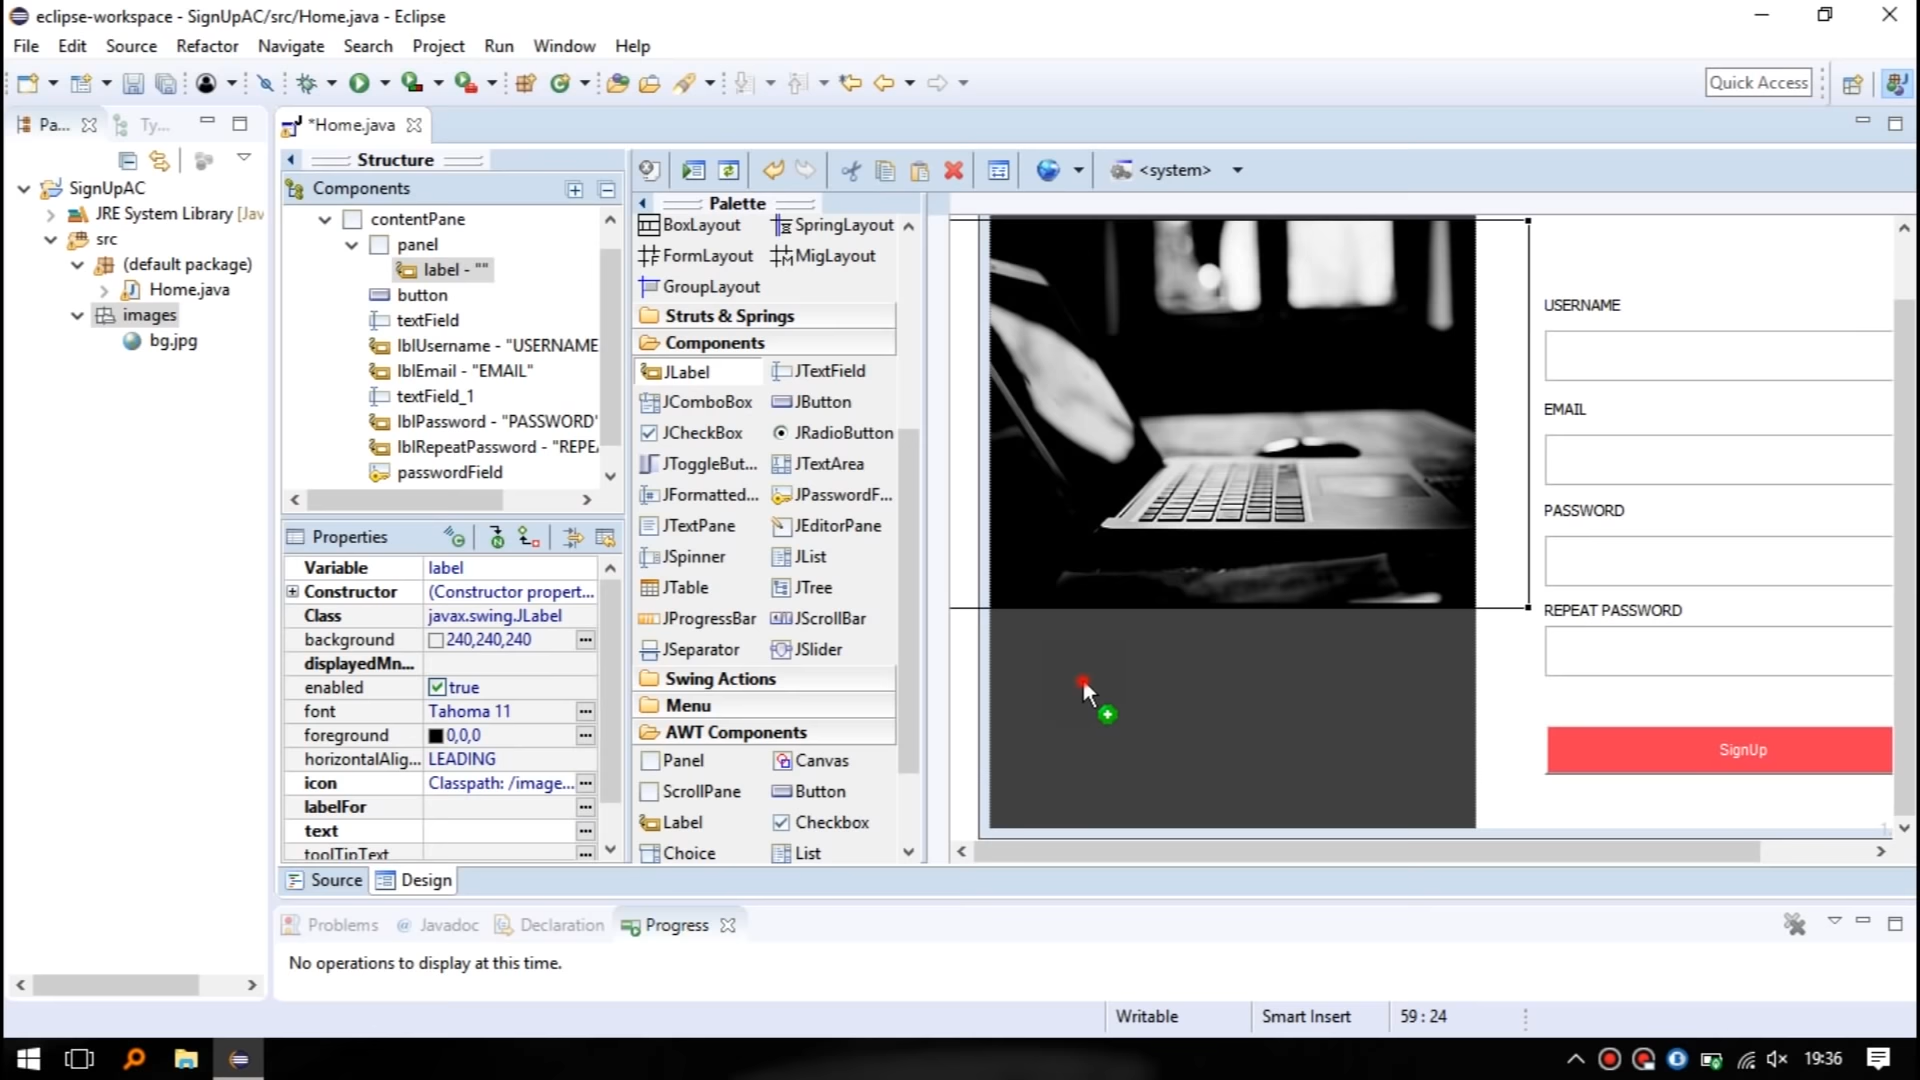 eclipse-workspace - SignUpAC/src/Home.java - Eclipse
File Edit Source Refactor Navigate Search Project Run Window Help
Quick Access
Pa...
Ty...
*Home.java
SignUpAC
JRE System Library [Jav
src
(default package)
Home.java
images
bg.jpg
Structure
Components
contentPane
panel
label - ""
button
textField
lblUsername - "USERNAME
lblEmail - "EMAIL"
textField_1
lblPassword - "PASSWORD"
lblRepeatPassword - "REPE
passwordField
Properties
Variable label
Constructor (Constructor propert...
Class javax.swing.JLabel
background 240,240,240
displayedMn...
enabled true
font Tahoma 11
foreground 0,0,0
horizontalAlig... LEADING
icon Classpath: /image...
labelFor
text
toolTipText
<system>
Palette
BoxLayout SpringLayout
FormLayout MigLayout
GroupLayout
Struts & Springs
Components
JLabel JTextField
JComboBox JButton
JCheckBox JRadioButton
JToggleBut... JTextArea
JFormatted... JPasswordF...
JTextPane JEditorPane
JSpinner JList
JTable JTree
JProgressBar JScrollBar
JSeparator JSlider
Swing Actions
Menu
AWT Components
Panel Canvas
ScrollPane Button
Label Checkbox
Choice List
USERNAME
EMAIL
PASSWORD
REPEAT PASSWORD
SignUp
Source Design
Problems Javadoc Declaration Progress
No operations to display at this time.
Writable Smart Insert 59 : 24
19:36